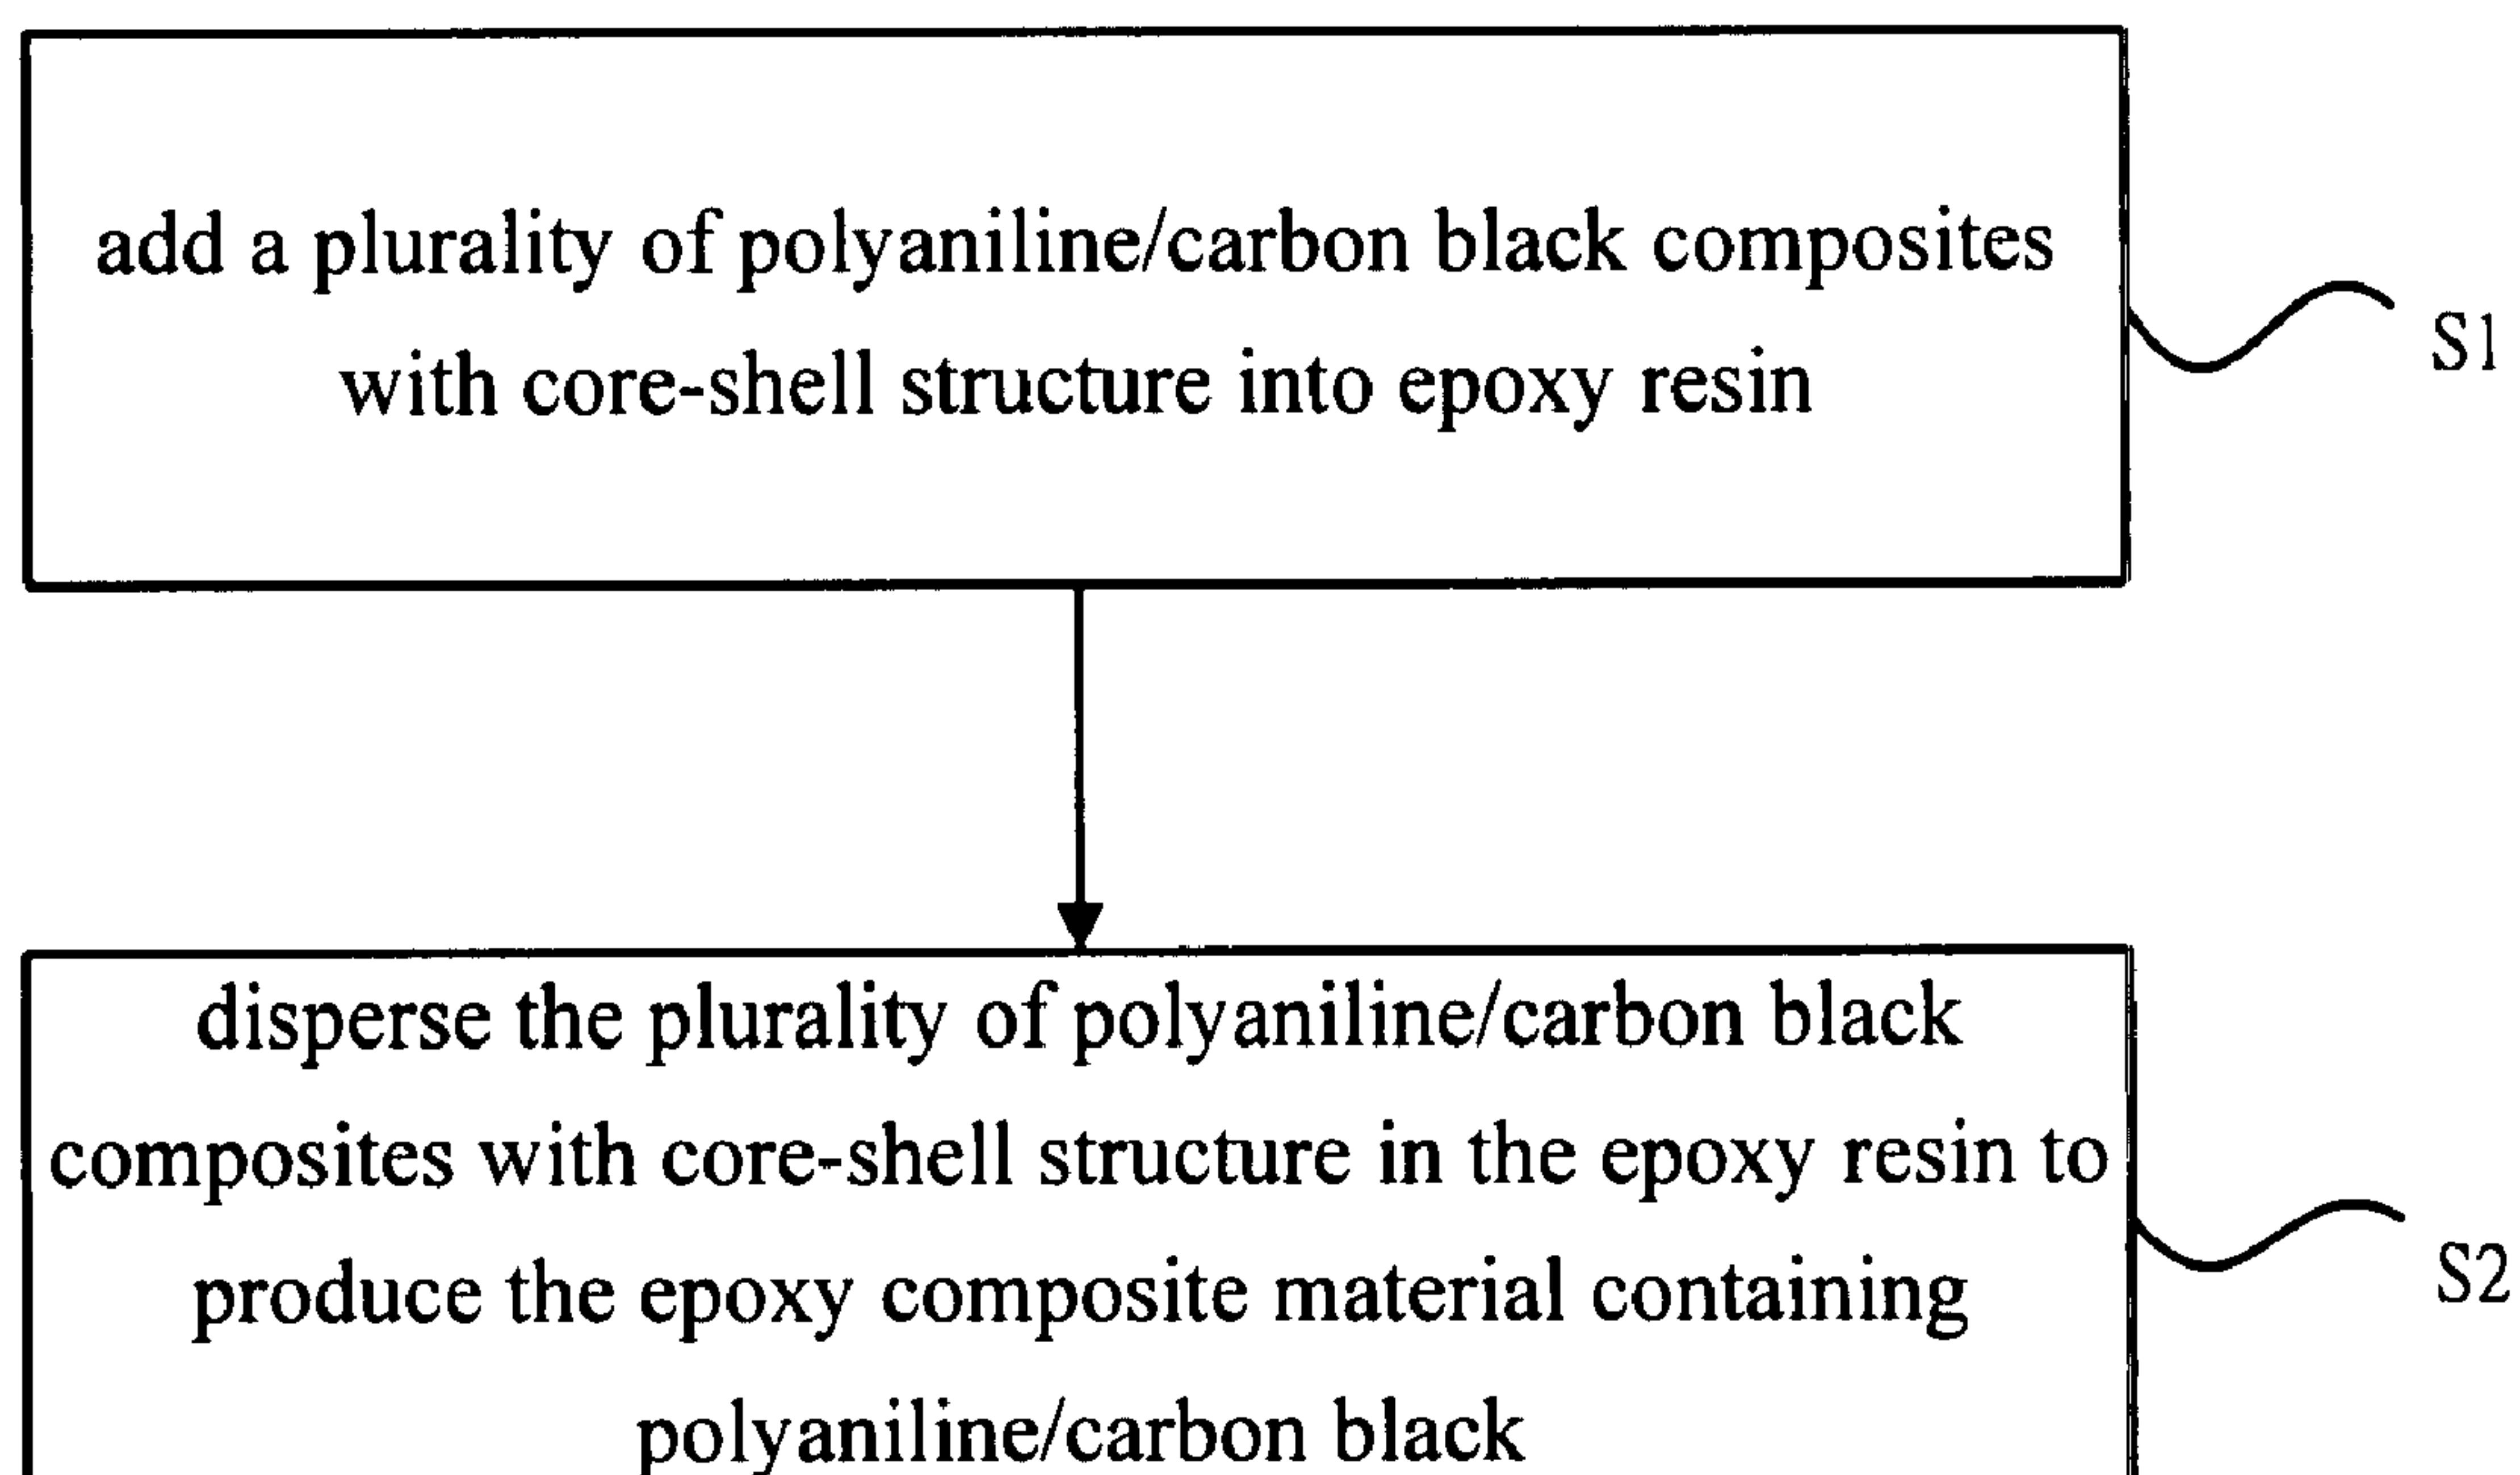 add a plurality of polyaniline/carbon black composites
with core-shell structure into epoxy resin
S1
disperse the plurality of polyaniline/carbon black
composites with core-shell structure in the epoxy resin to
produce the epoxy composite material containing
S2
polyaniline/carbon black